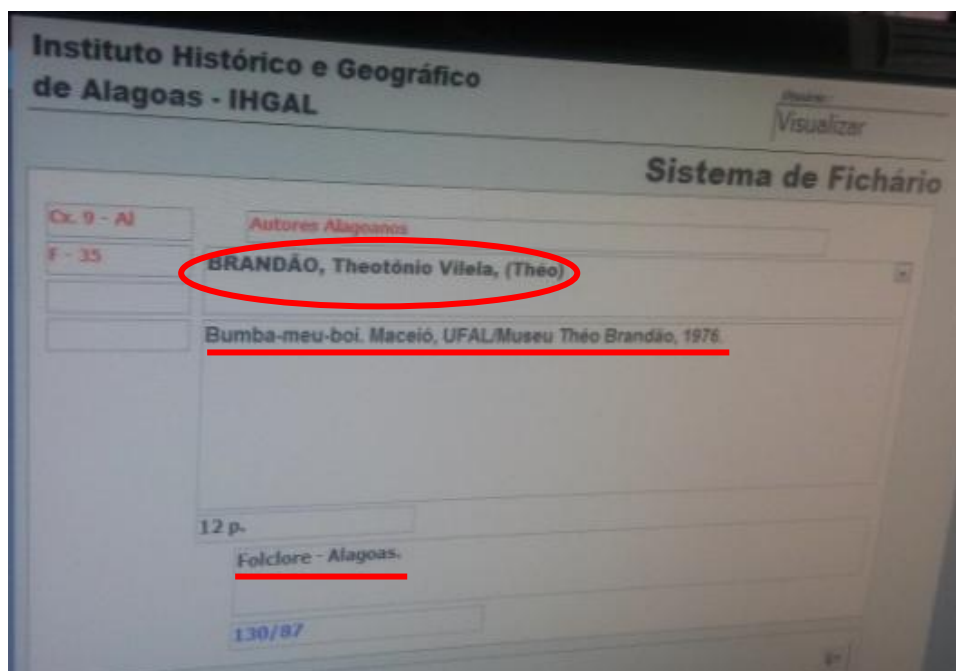 Instituto Histórico e Geográfico
de Alagoas - IHGAL
Visualizar
Sistema de Fichário
Cx. 9 - Al
Autores Alagoanos
F - 35
BRANDÃO, Theotônio Vilela, (Théo)
Bumba-meu-boi. Maceió, UFAL/Museu Théo Brandão, 1976.
12 p.
Folclore - Alagoas.
130/87